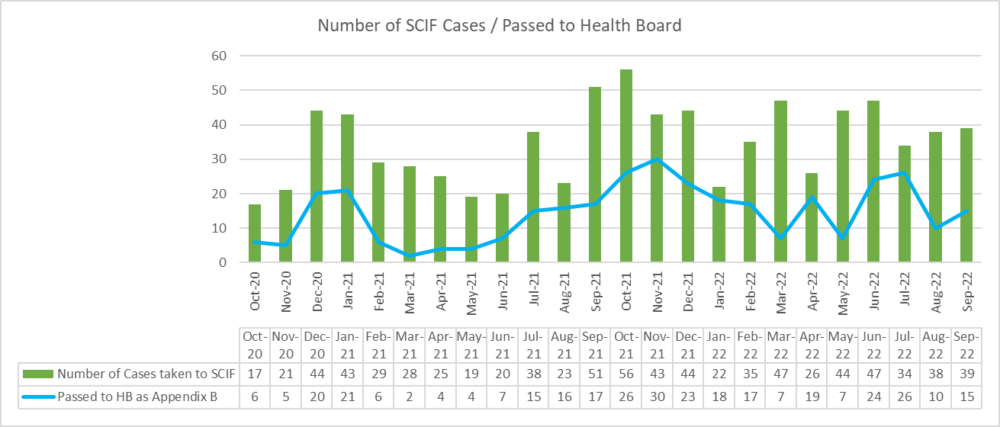 Number of SCIF Cases / Passed to Health Board
60
50
40
30
20
10
0
Oct-20 Nov-20 Dec-20 Jan-21 Feb-21 Mar-21 Apr-21 May-21 Jun-21 Jul-21 Aug-21 Sep-21 Oct-21 Nov-21 Dec-21 Jan-22 Feb-22 Mar-22 Apr-22 May-22 Jun-22 Jul-22 Aug-22 Sep-22
Oct- Nov- Dec- Jan- Feb- Mar- Apr- May- Jun- Jul- Aug- Sep- Oct- Nov- Dec- Jan- Feb- Mar- Apr- May- Jun- Jul- Aug- Sep-
20 20 20 21 21 21 21 21 21 21 21 21 21 21 21 22 22 22 22 22 22 22 22 22
Number of Cases taken to SCIF 17 21 44 43 29 28 25 19 20 38 23 51 56 43 44 22 35 47 26 44 47 34 38 39
Passed to HB as Appendix B 6 5 20 21 6 2 4 4 7 15 16 17 26 30 23 18 17 7 19 7 24 26 10 15